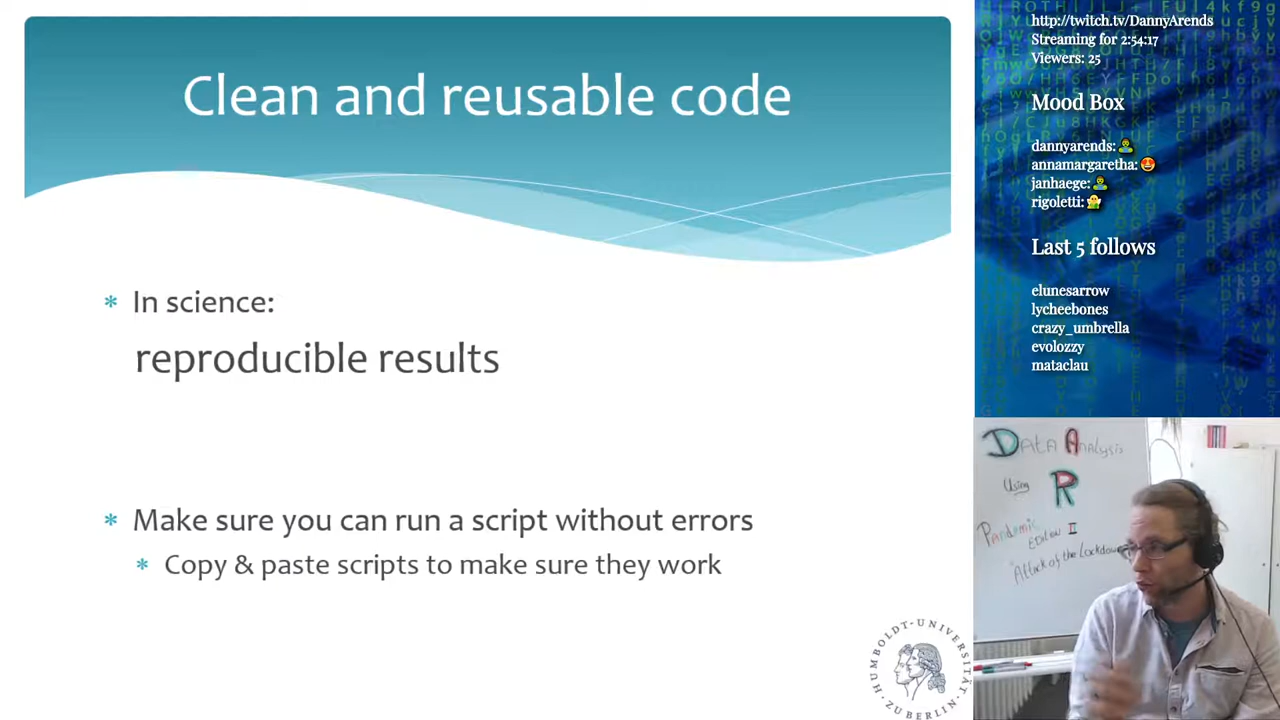 Clean and reusable code
* In science:
reproducible results
* Make sure you can run a script without errors
* Copy & paste scripts to make sure they work
HUMBOLDT-UNIVERSITÄT ZU BERLIN
http://twitch.tv/DannyArends
Streaming for 2:54:17
Viewers: 25
Mood Box
dannyarends:
annamargaretha:
janhaege:
rigoletti:
Last 5 follows
elunesarrow
lycheebones
crazy_umbrella
evolozzy
mataclau
DATA ANALYSIS
Using R
Pandemic
EDITION II
Attack of the Lockdown